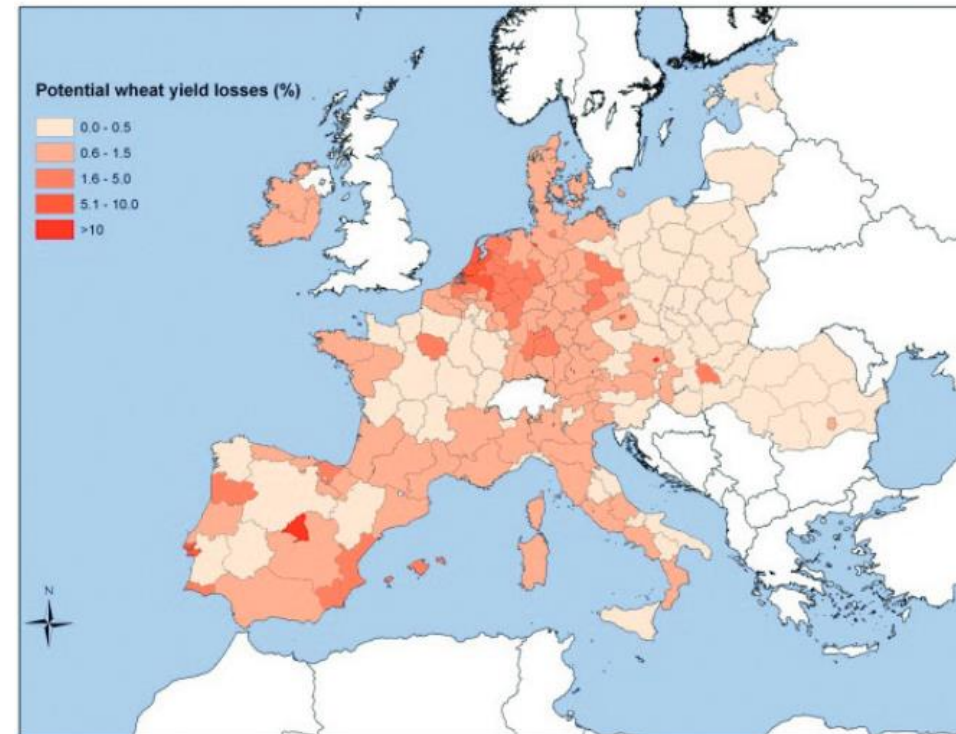 Potential wheat yield losses (%)
0.0 - 0.5
0.6 - 1.5
1.6 - 5.0
5.1 - 10.0
>10
N